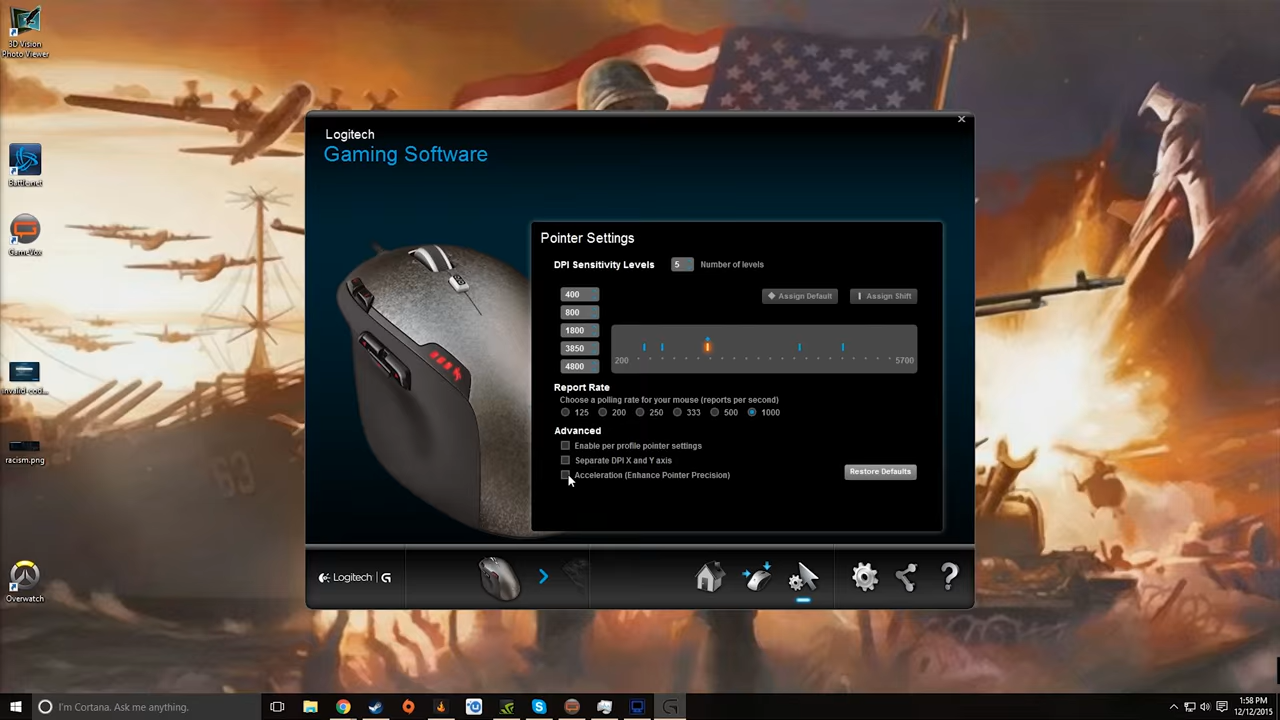 3D Vision
Photo Viewer
Battle.net
GameVox
invalid-cod...
racism.png
Overwatch
Logitech
Gaming Software
Pointer Settings
DPI Sensitivity Levels 5 Number of levels
400
800
1800
3850
4800
Assign Default
Assign Shift
200
5700
Report Rate
Choose a polling rate for your mouse (reports per second)
125 200 250 333 500 1000
Advanced
Enable per profile pointer settings
Separate DPI X and Y axis
Acceleration (Enhance Pointer Precision)
Restore Defaults
Logitech G
?
I'm Cortana. Ask me anything.
1:58 PM
12/12/2015